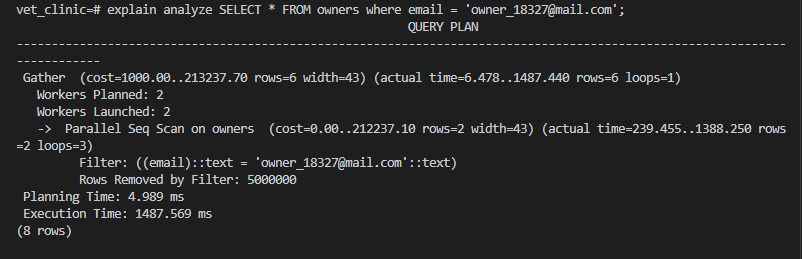 vet_clinic=# explain analyze SELECT * FROM owners where email = 'owner_18327@mail.com';
QUERY PLAN
----------------------------------------------------------------------------------------------------
------------
Gather  (cost=1000.00..213237.70 rows=6 width=43) (actual time=6.478..1487.440 rows=6 loops=1)
Workers Planned: 2
Workers Launched: 2
->  Parallel Seq Scan on owners  (cost=0.00..212237.10 rows=2 width=43) (actual time=239.455..1388.250 rows
=2 loops=3)
Filter: ((email)::text = 'owner_18327@mail.com'::text)
Rows Removed by Filter: 5000000
Planning Time: 4.989 ms
Execution Time: 1487.569 ms
(8 rows)